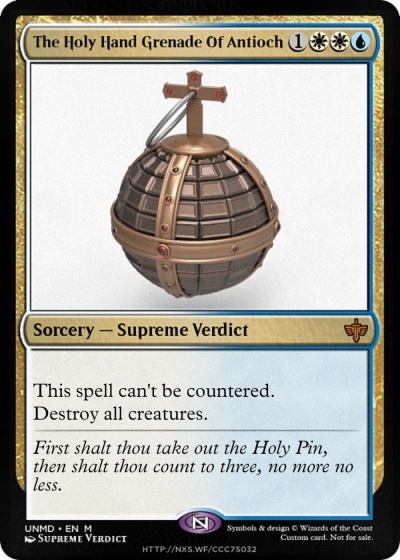 The Holy Hand Grenade Of Antioch 1
Sorcery — Supreme Verdict
This spell can't be countered.
Destroy all creatures.
First shalt thou take out the Holy Pin,
then shalt thou count to three, no more no
less.
UNMD • EN M
Supreme Verdict
Symbols & design © Wizards of the Coast
Custom card. Not for sale.
N
HTTP://NXS.WF/CCC75032